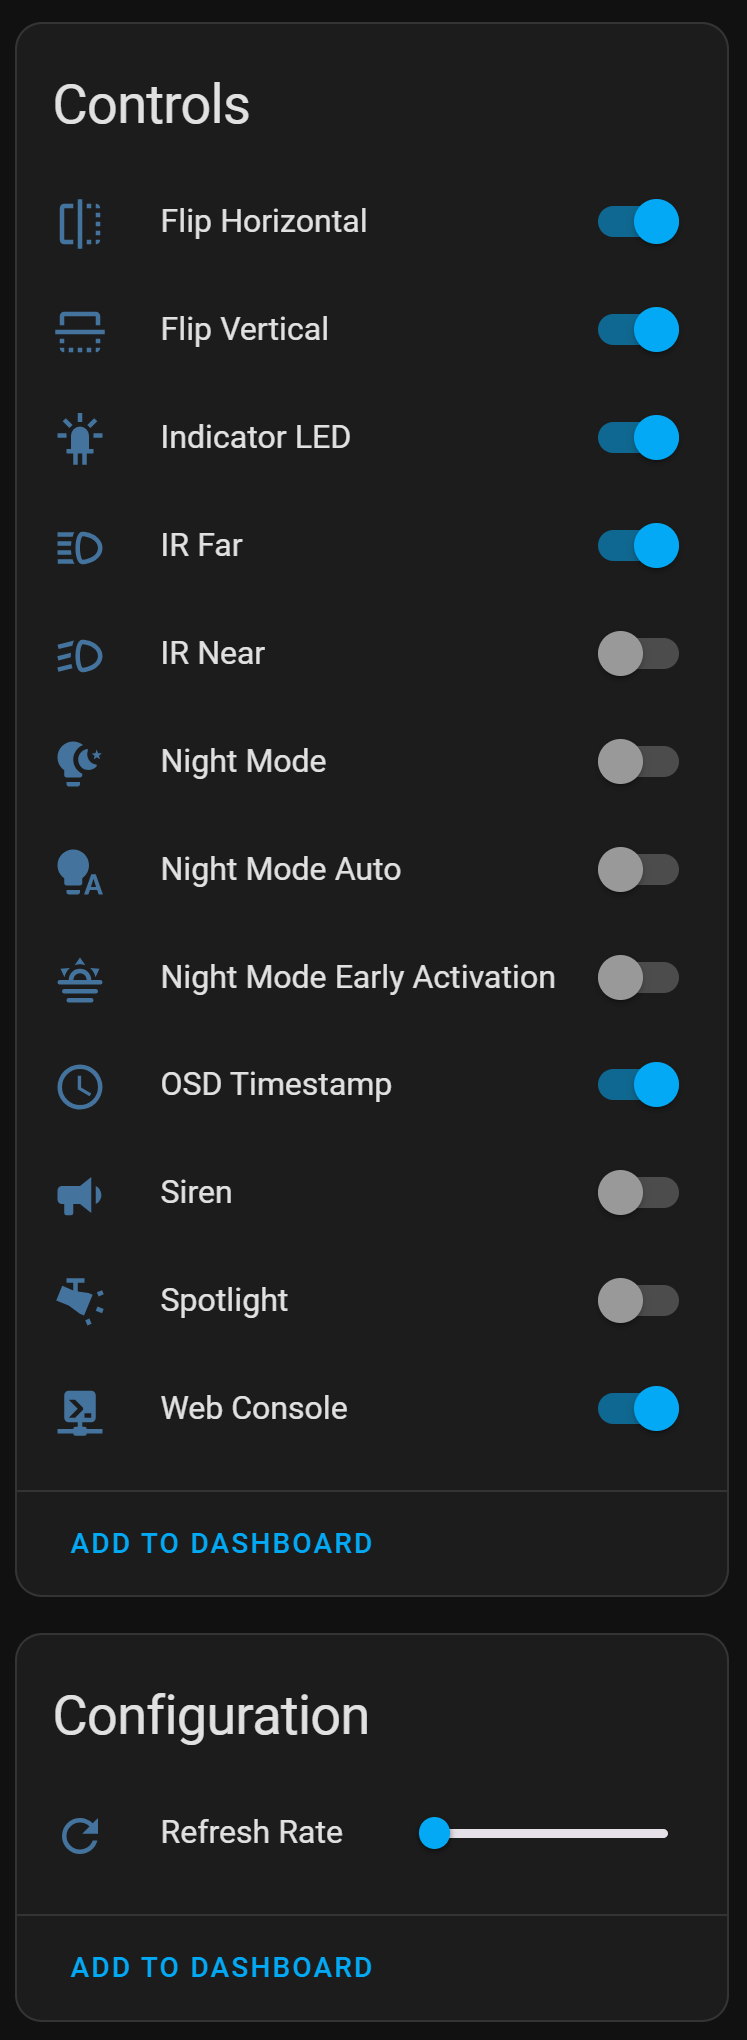 Controls
Flip Horizontal
Flip Vertical
Indicator LED
IR Far
IR Near
Night Mode
Night Mode Auto
Night Mode Early Activation
OSD Timestamp
Siren
Spotlight
Web Console
ADD TO DASHBOARD
Configuration
Refresh Rate
ADD TO DASHBOARD